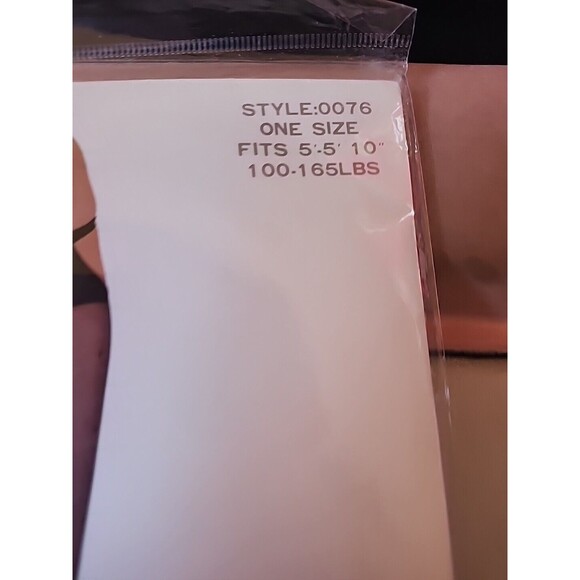 STYLE:0076
ONE SIZE
FITS 5'-5' 10"
100-165LBS